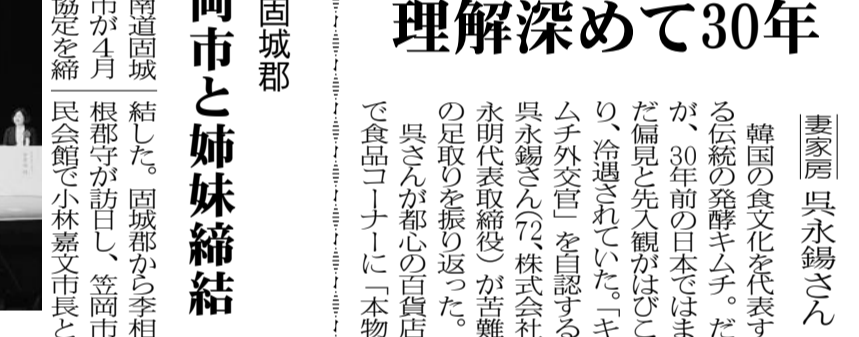 理解深めて30年
妻家房 呉永錫さん
韓国の食文化を代表す
る伝統の発酵キムチ。だ
が、30年前の日本ではま
だ偏見と先入観がはびこ
り、冷遇されていた。「キ
ムチ外交官」を自認する
呉永錫さん(72、株式会社
永明代表取締役)が苦難
の足取りを振り返った。
呉さんが都心の百貨店
で食品コーナーに「本物
固城郡
岡市と姉妹締結
南道固城
市が4月
協定を締
結した。固城郡から李相
根郡守が訪日し、笠岡市
民会館で小林嘉文市長と